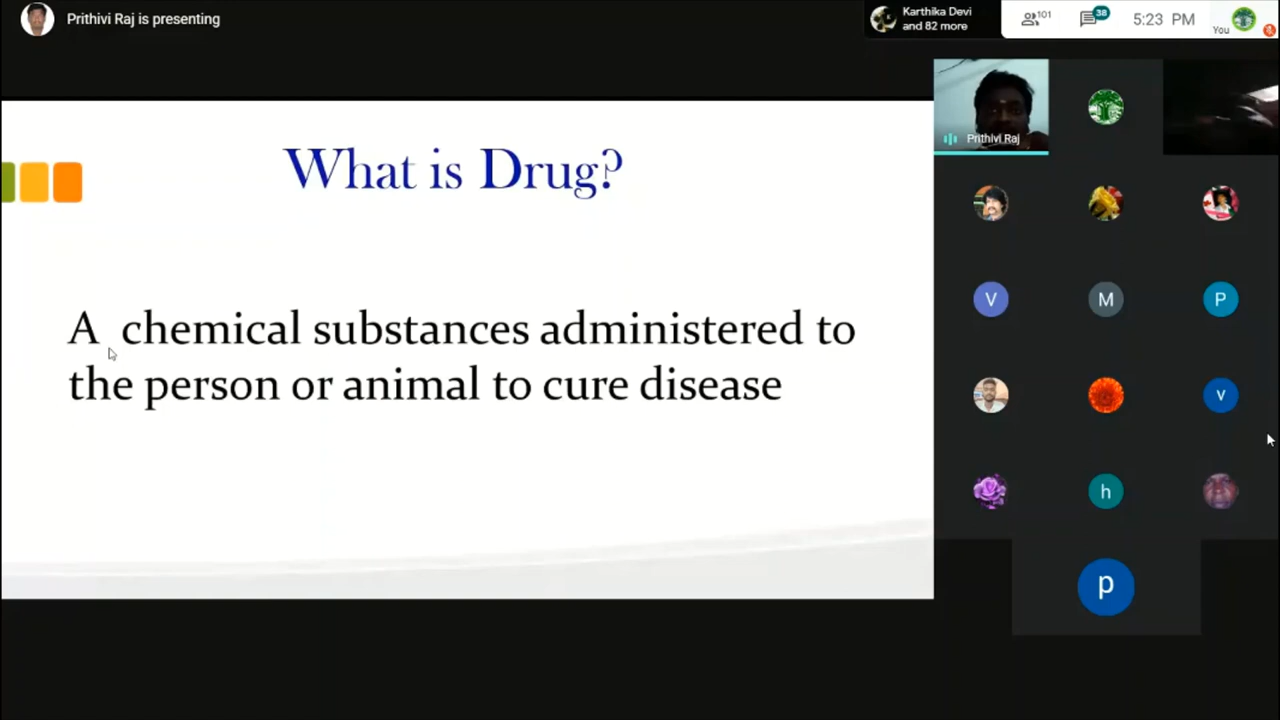 Prithivi Raj is presenting
Karthika Devi
and 82 more
101
38
5:23 PM
You
What is Drug?
A chemical substances administered to
the person or animal to cure disease
Prithivi Raj
V
M
P
v
h
p